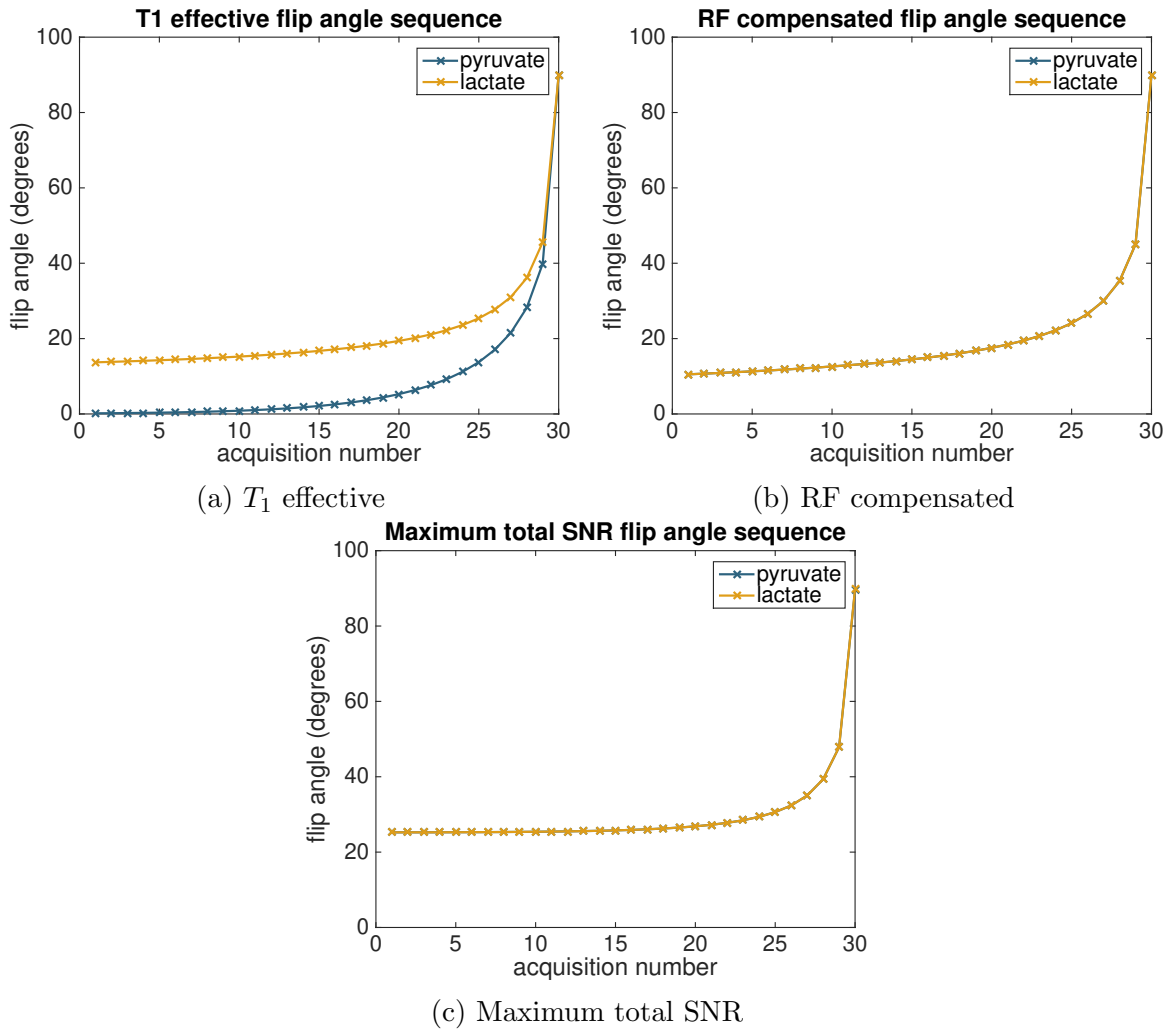 T1 effective flip angle sequence
100
80
60
40
20
0
flip angle (degrees)
pyruvate
lactate
0 5 10 15 20 25 30
acquisition number
(a) T1 effective
RF compensated flip angle sequence
100
80
60
40
20
0
flip angle (degrees)
pyruvate
lactate
0 5 10 15 20 25 30
acquisition number
(b) RF compensated
Maximum total SNR flip angle sequence
100
80
60
40
20
0
flip angle (degrees)
pyruvate
lactate
0 5 10 15 20 25 30
acquisition number
(c) Maximum total SNR